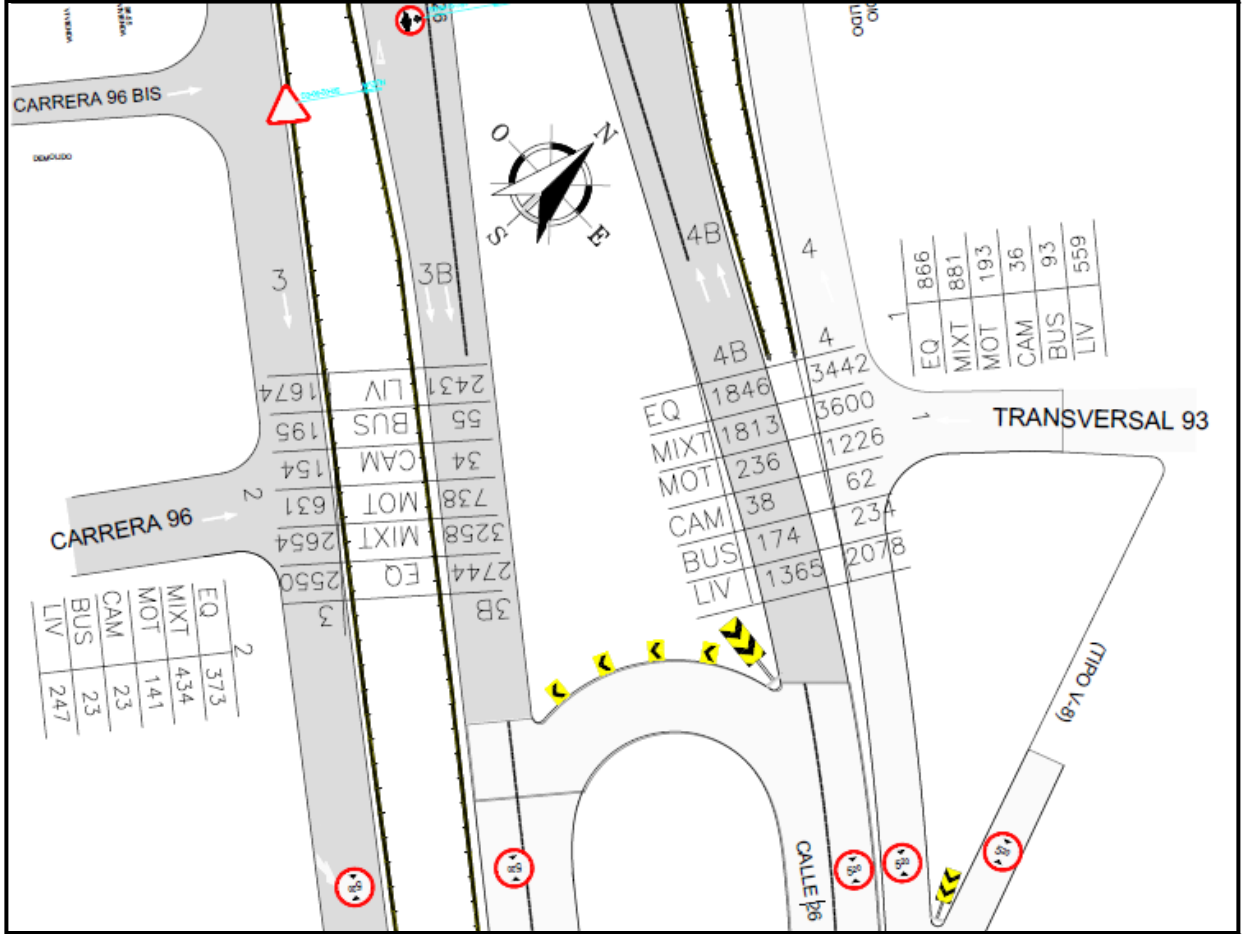 26
CARRERA 96 BIS
DEMOLIDO
O
N
S
E
3
3B
4B
4
1674 LIV 2431
195 BUS 55
154 CAM 34
631 MOT 738
2654 MIXT 3258
2550 EQ 2744
3 3B
4B 4
EQ 1846 3442
MIXT 1813 3600
MOT 236 1226
CAM 38 62
BUS 174 234
LIV 1365 2078
1
EQ 866
MIXT 881
MOT 193
CAM 36
BUS 93
LIV 559
1
TRANSVERSAL 93
2
CARRERA 96
2
EQ 373
MIXT 434
MOT 141
CAM 23
BUS 23
LIV 247
(TIPO V-8)
CALLE 26